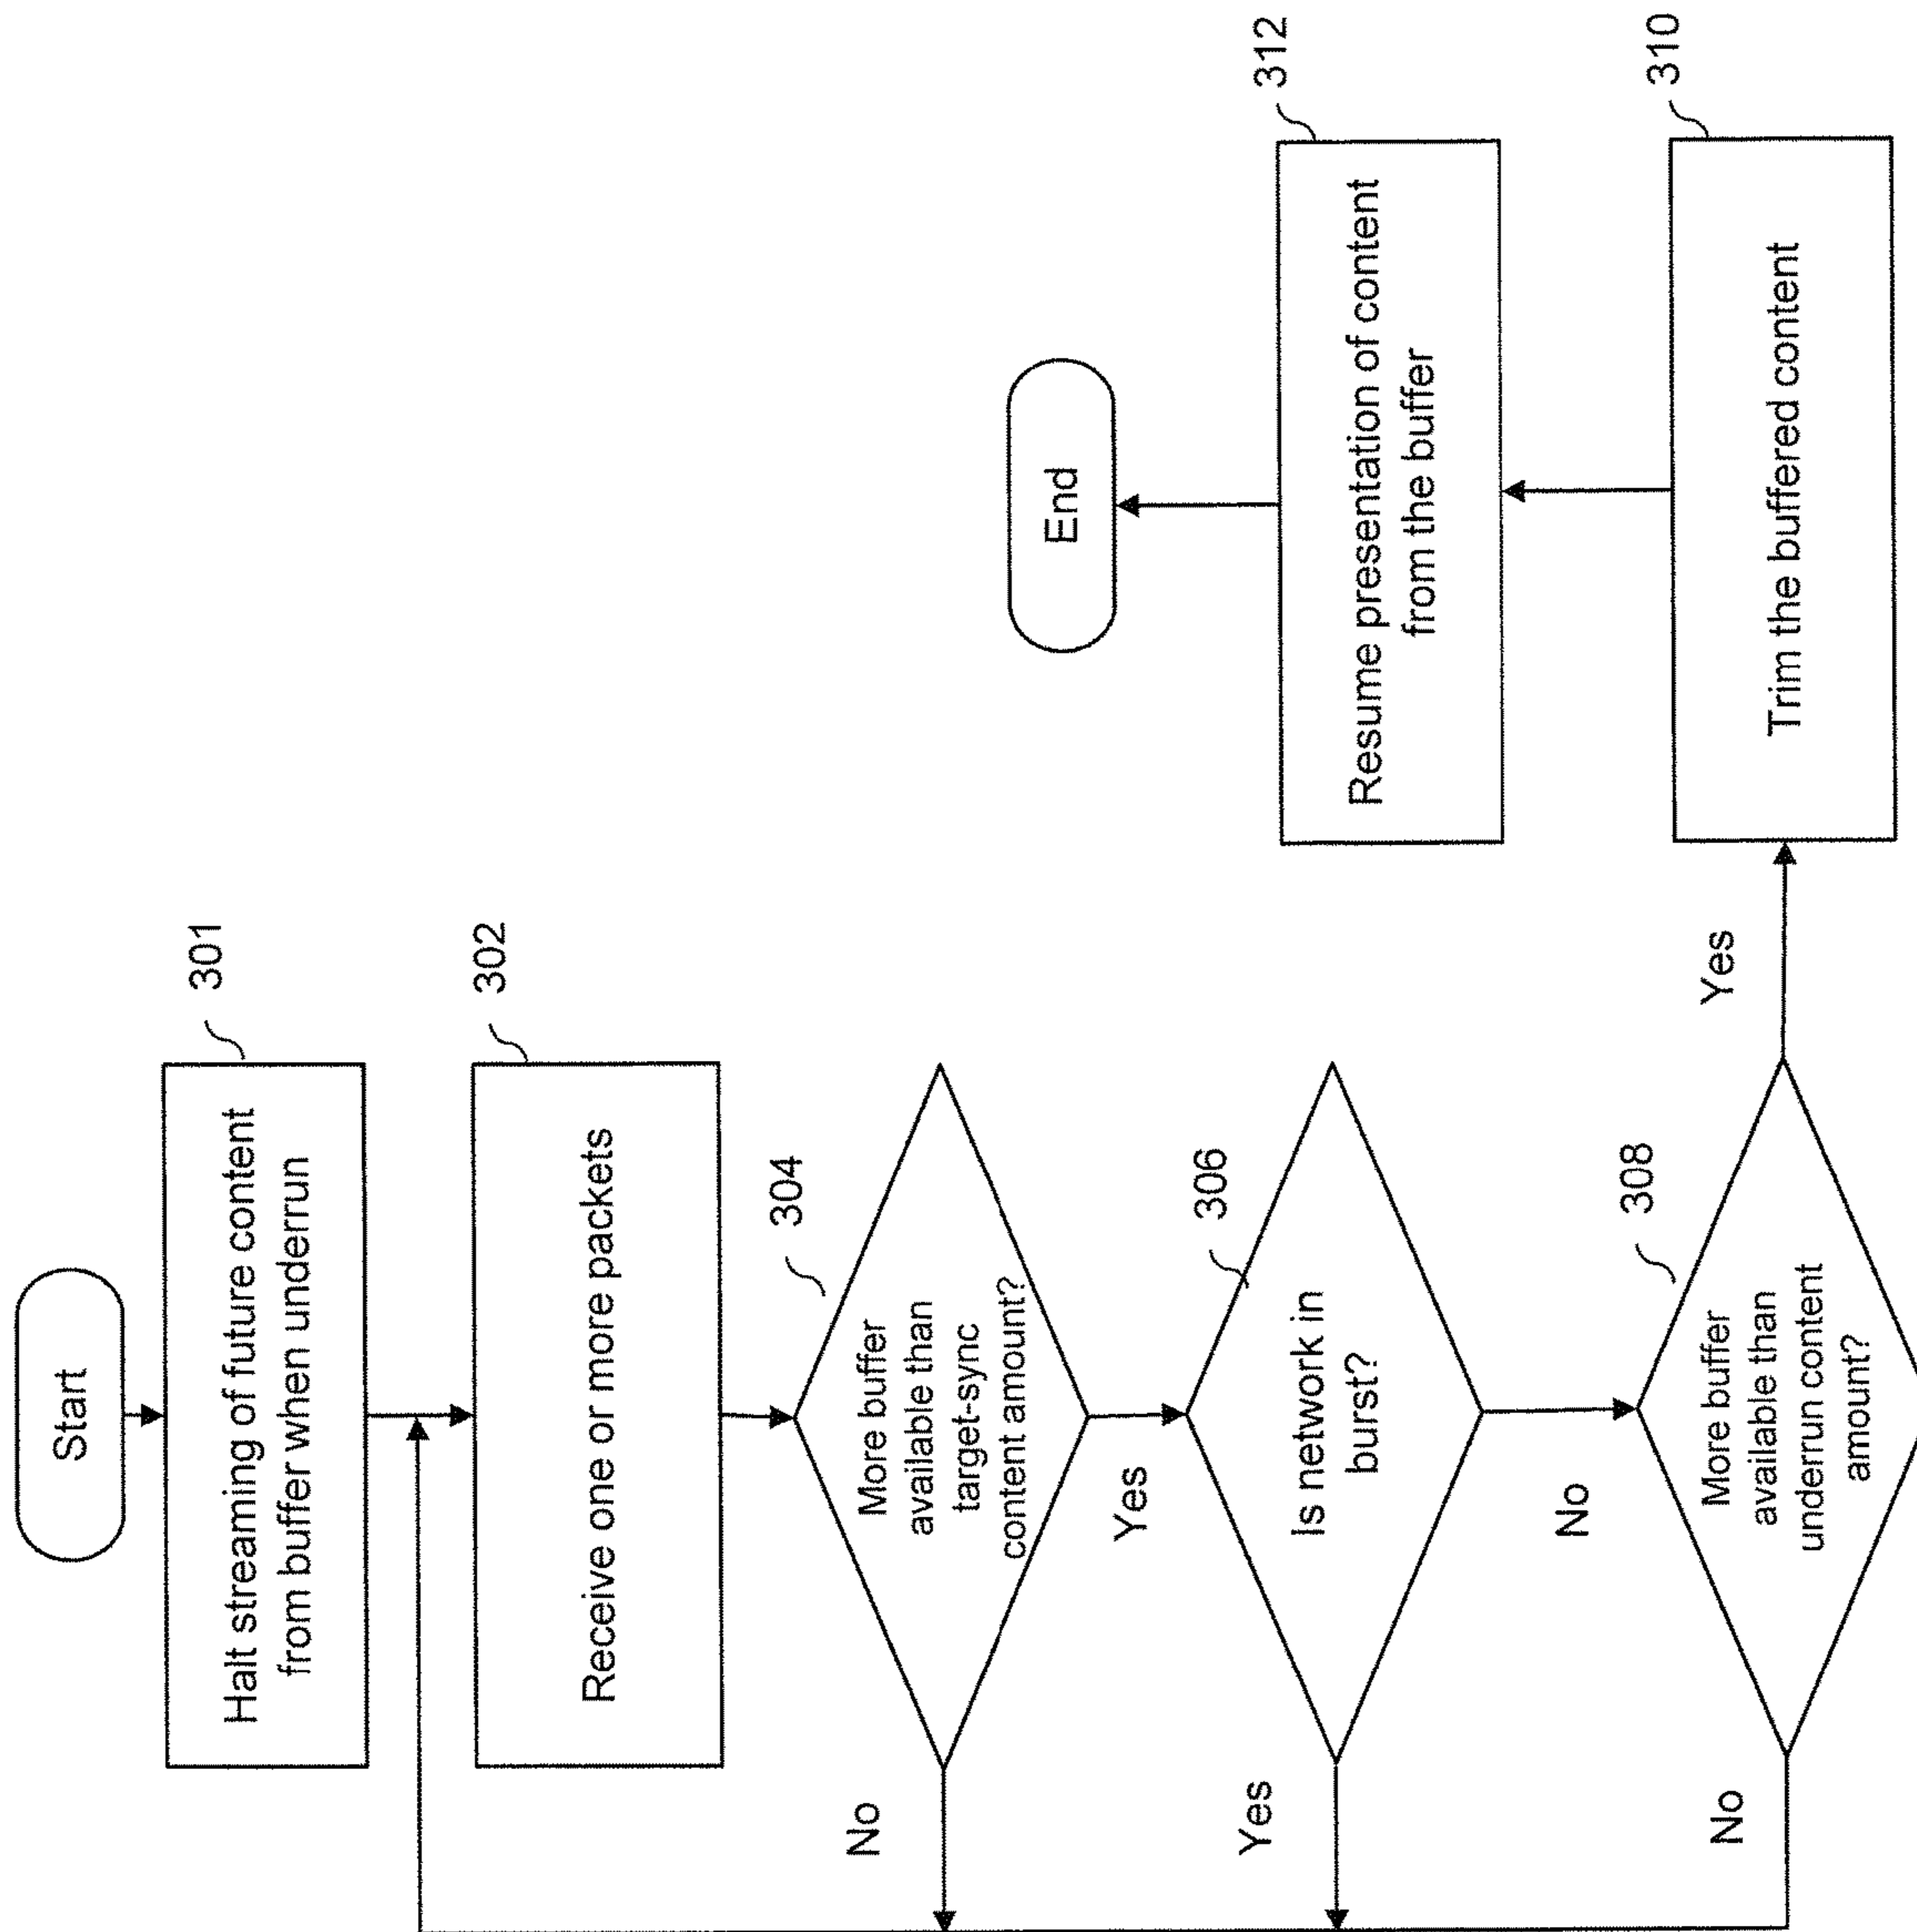 Start
301
Halt streaming of future content
from buffer when underrun
302
Receive one or more packets
304
More buffer
available than
target-sync
content amount?
No
Yes
306
Is network in
burst?
Yes
No
308
More buffer
available than
underrun content
amount?
No
Yes
310
Trim the buffered content
312
Resume presentation of content
from the buffer
End